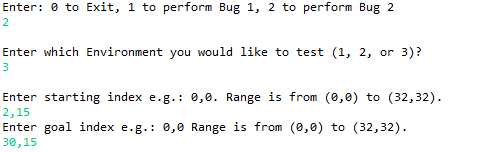 Enter: 0 to Exit, 1 to perform Bug 1, 2 to perform Bug 2
2
Enter which Environment you would like to test (1, 2, or 3)?
3
Enter starting index e.g.: 0,0. Range is from (0,0) to (32,32).
2,15
Enter goal index e.g.: 0,0 Range is from (0,0) to (32,32).
30,15